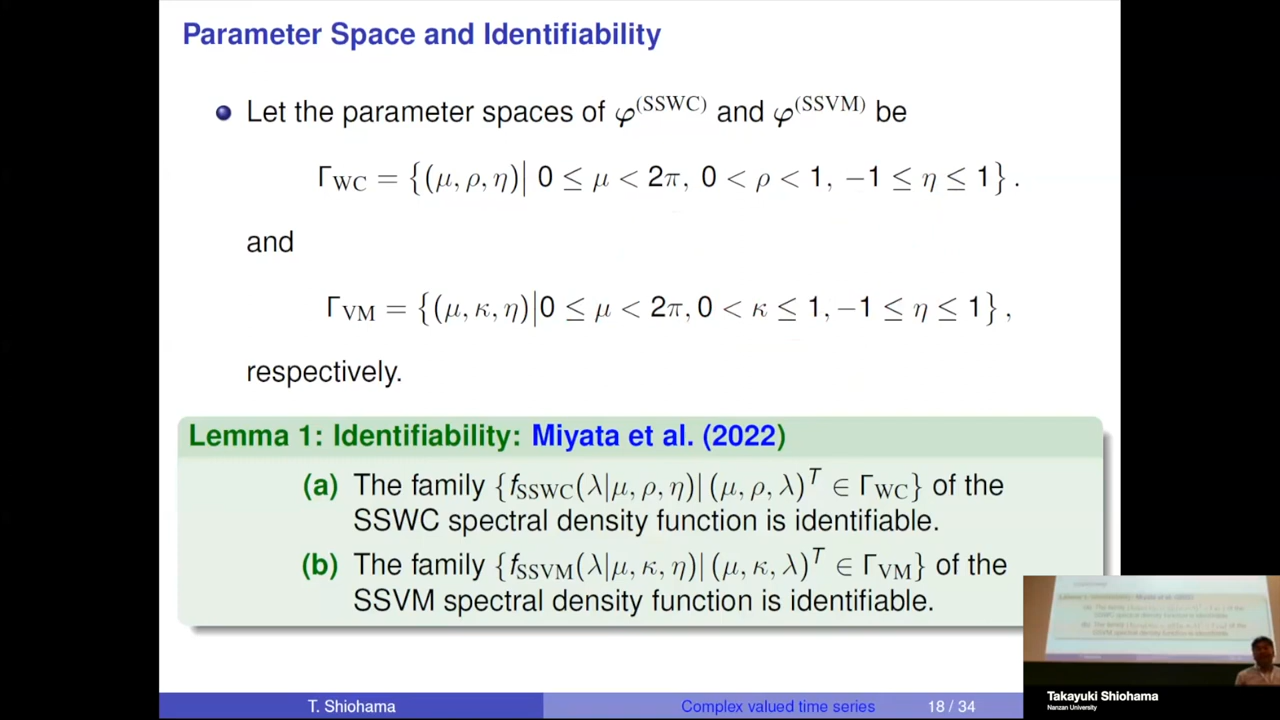 Parameter Space and Identifiability
Let the parameter spaces of φ^(SSWC) and φ^(SSVM) be
Γ_WC = {(μ, ρ, η)| 0 ≤ μ < 2π, 0 < ρ < 1, −1 ≤ η ≤ 1} .
and
Γ_VM = {(μ, κ, η)|0 ≤ μ < 2π, 0 < κ ≤ 1, −1 ≤ η ≤ 1} ,
respectively.
Lemma 1: Identifiability: Miyata et al. (2022)
(a) The family {f_SSWC(λ|μ, ρ, η)| (μ, ρ, λ)^T ∈ Γ_WC} of the
SSWC spectral density function is identifiable.
(b) The family {f_SSVM(λ|μ, κ, η)| (μ, κ, λ)^T ∈ Γ_VM} of the
SSVM spectral density function is identifiable.
T. Shiohama
Complex valued time series
18 / 34
Takayuki Shiohama
Nanzan University